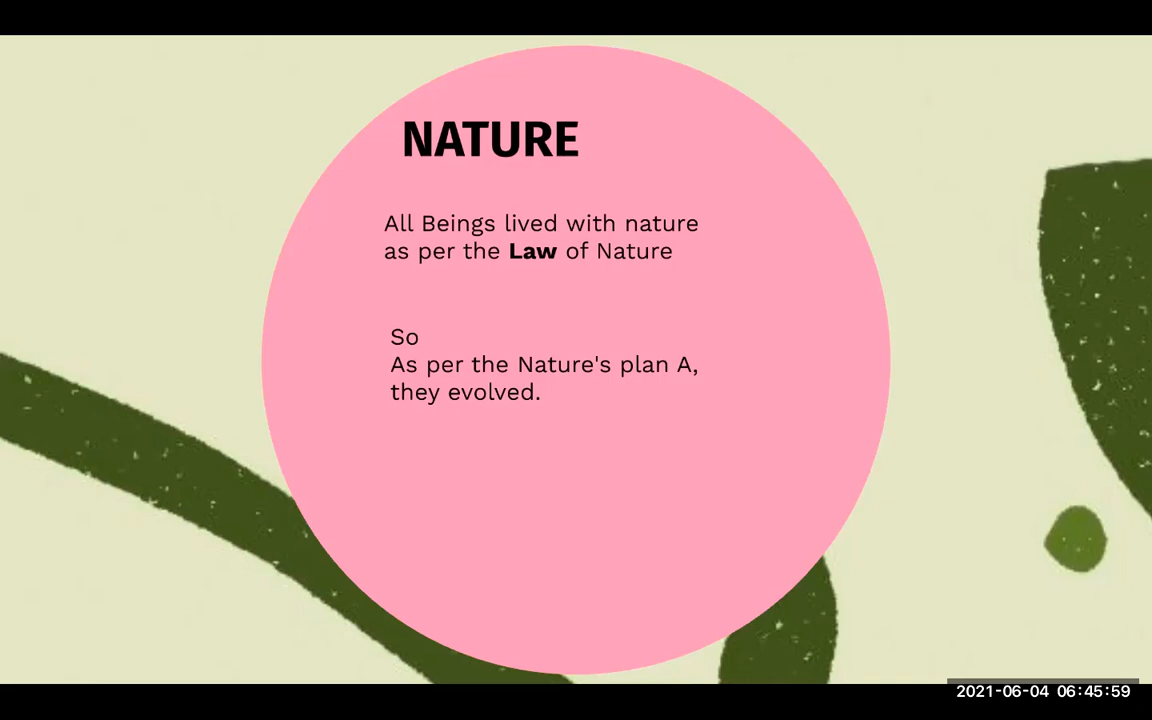 NATURE
All Beings lived with nature
as per the Law of Nature
So
As per the Nature's plan A,
they evolved.
2021-06-04 06:45:59